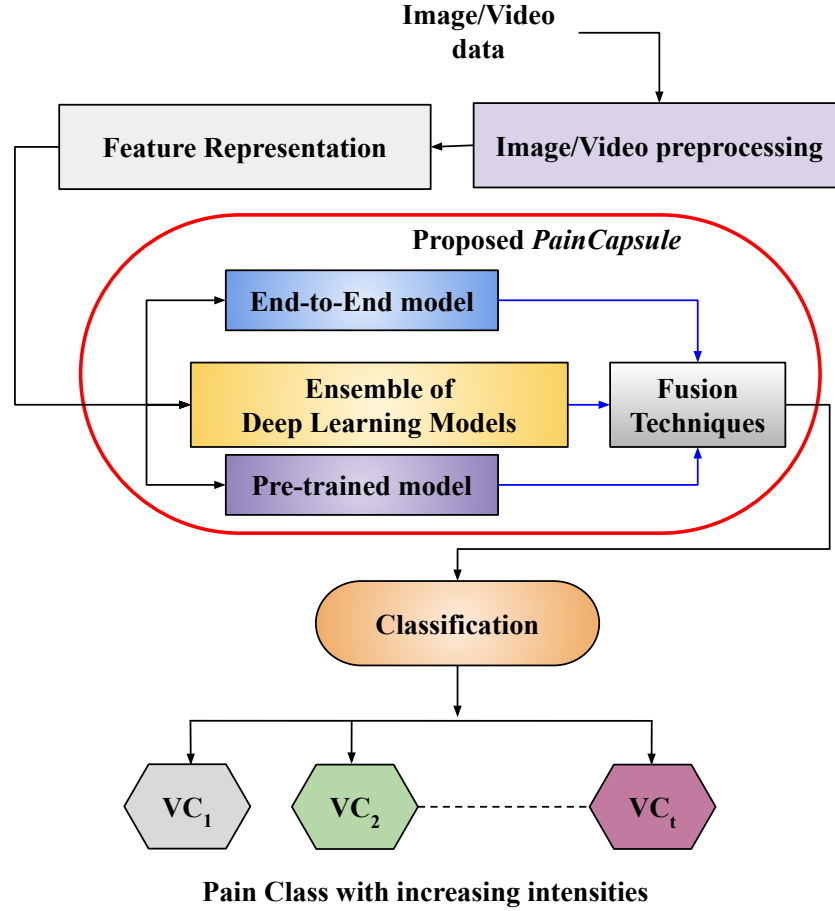 Image/Video
data
Feature Representation
Image/Video preprocessing
Proposed PainCapsule
End-to-End model
Ensemble of
Deep Learning Models
Fusion
Techniques
Pre-trained model
Classification
VC1
VC2
VCt
Pain Class with increasing intensities